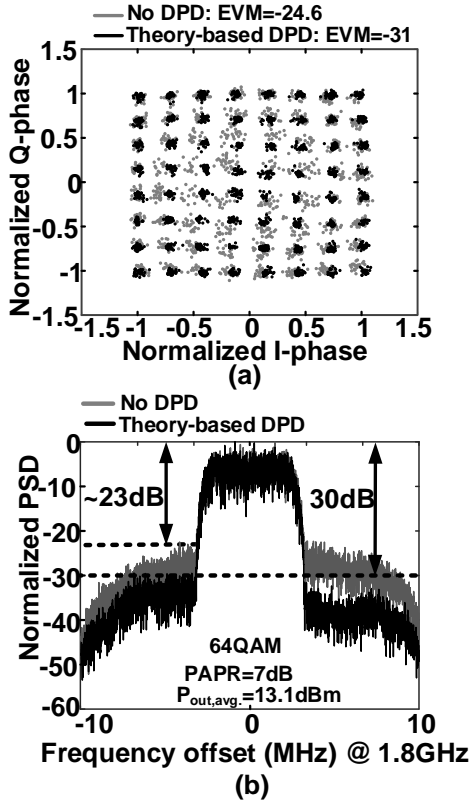 No DPD: EVM=-24.6
Theory-based DPD: EVM=-31
Normalized Q-phase
1.5
1
0.5
0
-0.5
-1
-1.5
-1.5 -1 -0.5 0 0.5 1 1.5
Normalized I-phase
(a)
No DPD
Theory-based DPD
Normalized PSD
0
-10
-20
-30
-40
-50
-60
~23dB
30dB
64QAM
PAPR=7dB
Pout,avg.=13.1dBm
-10 0 10
Frequency offset (MHz) @ 1.8GHz
(b)